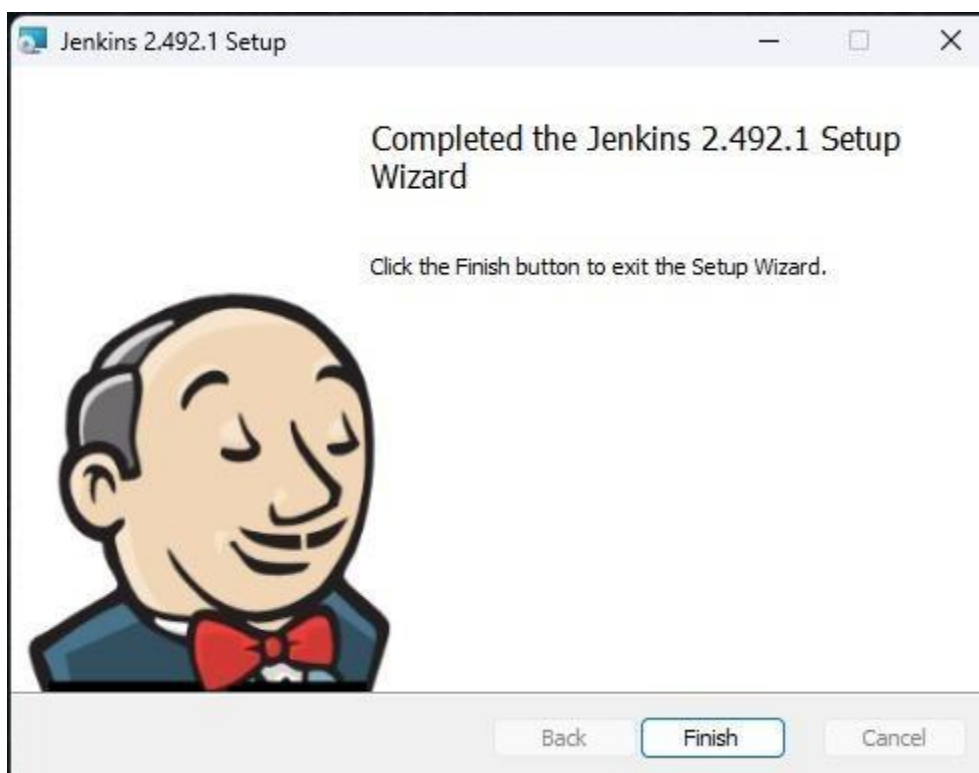 Jenkins 2.492.1 Setup
Completed the Jenkins 2.492.1 Setup
Wizard
Click the Finish button to exit the Setup Wizard.
Back Finish Cancel